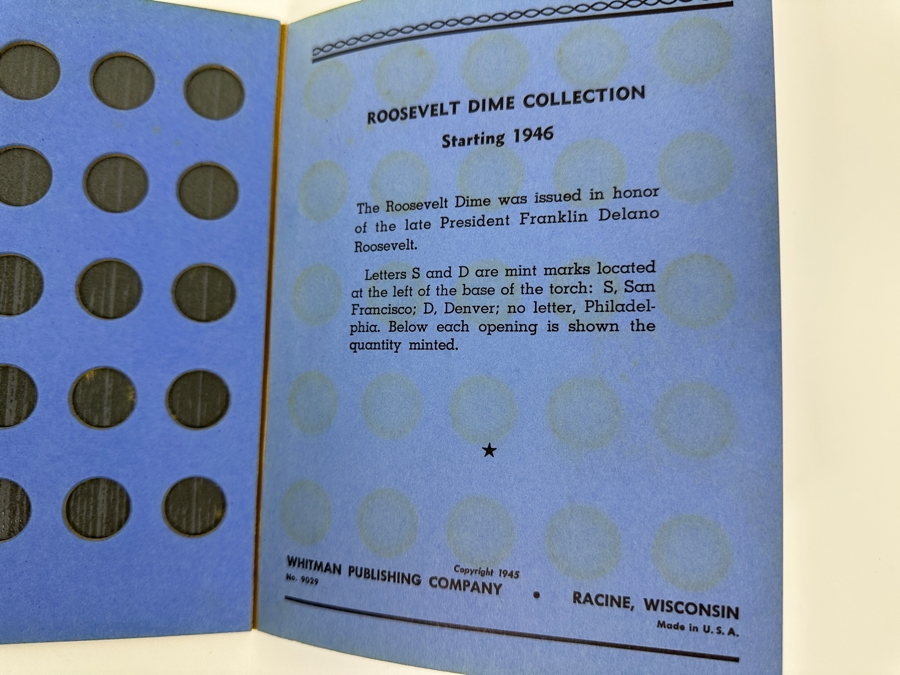 ROOSEVELT DIME COLLECTION
Starting 1946
The Roosevelt Dime was issued in honor
of the late President Franklin Delano
Roosevelt.
Letters S and D are mint marks located
at the left of the base of the torch: S, San
Francisco; D, Denver; no letter, Philadel-
phia. Below each opening is shown the
quantity minted.
Copyright 1945
WHITMAN PUBLISHING COMPANY • RACINE, WISCONSIN
No. 9029
Made in U. S. A.